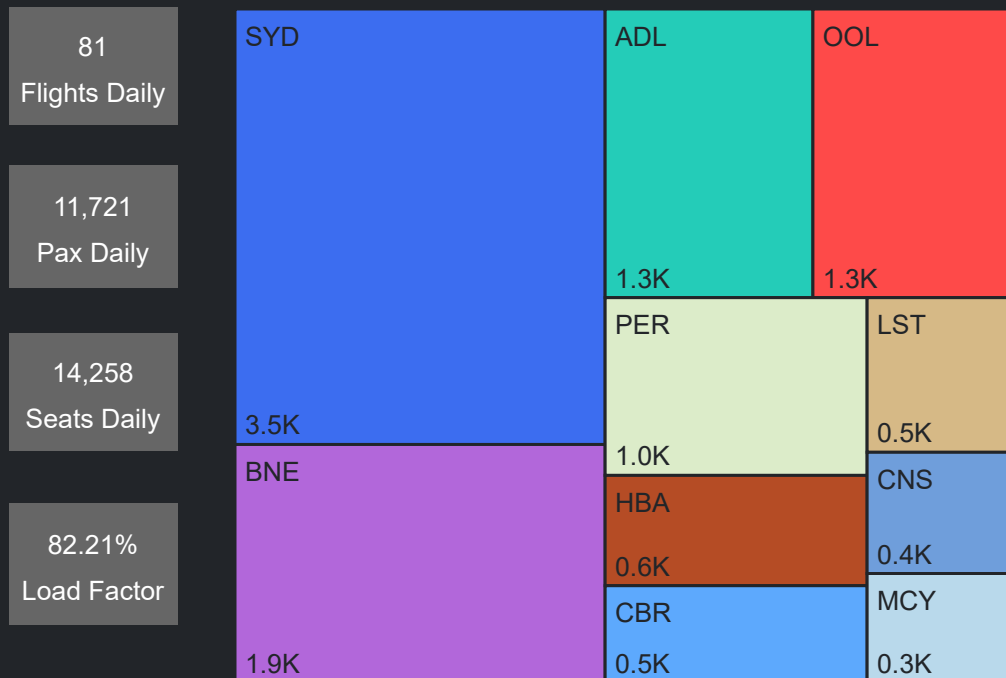 81
Flights Daily
11,721
Pax Daily
14,258
Seats Daily
82.21%
Load Factor
SYD
3.5K
BNE
1.9K
ADL
1.3K
OOL
1.3K
PER
1.0K
LST
0.5K
HBA
0.6K
CNS
0.4K
CBR
0.5K
MCY
0.3K